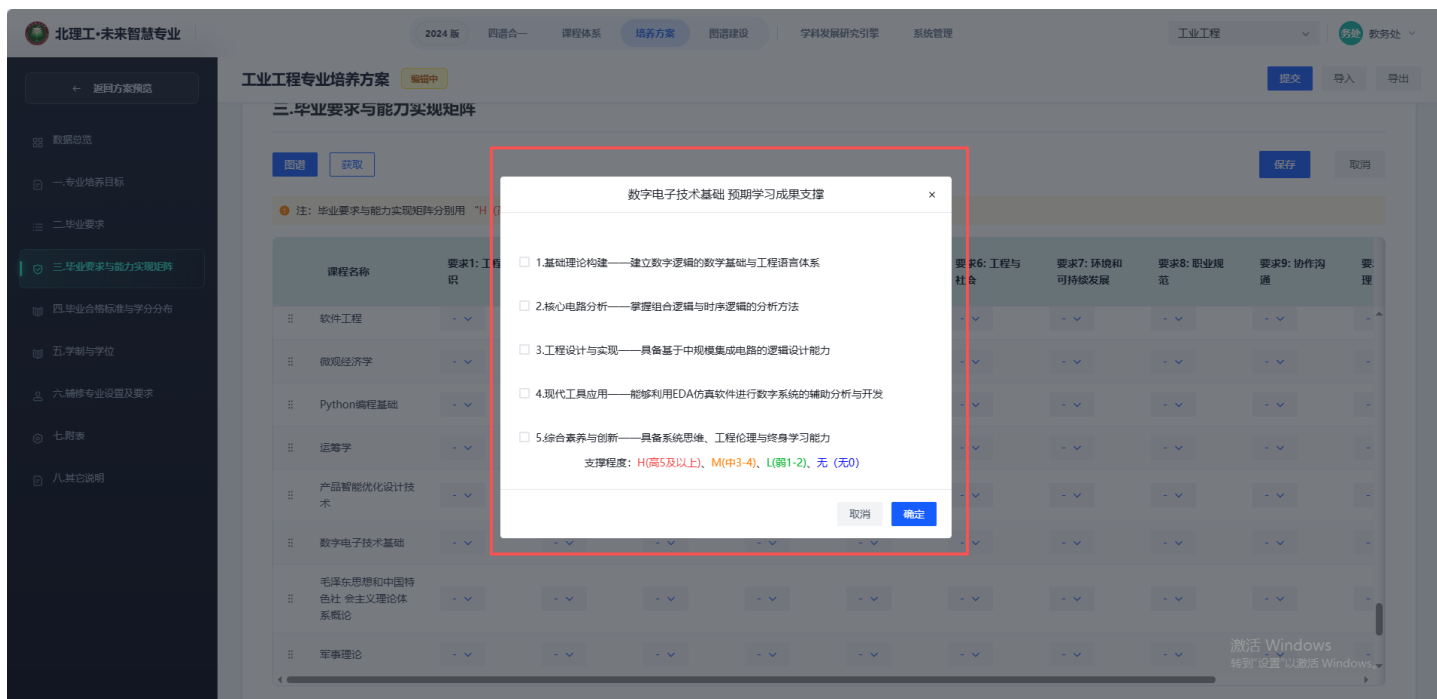 北理工·未来智慧专业
2024 版 四谱合一 课程体系 培养方案 图谱建设 学科发展研究引擎 系统管理
工业工程
务处 教务处
← 返回方案预览
工业工程专业培养方案 编辑中
提交 导入 导出
数据总览
一.专业培养目标
二.毕业要求
三.毕业要求与能力实现矩阵
四.毕业合格标准与学分分布
五.学制与学位
六.辅修专业设置及要求
七.附表
八.其它说明
三.毕业要求与能力实现矩阵
图谱 获取
保存 取消
注：毕业要求与能力实现矩阵分别用 “H (高
课程名称
要求1: 工程
识
要求6: 工程与
社会
要求7: 环境和
可持续发展
要求8: 职业规
范
要求9: 协作沟
通
要
理
软件工程 - - - - -
微观经济学 - - - - -
Python编程基础 - - - - -
运筹学 - - - - -
产品智能优化设计技
术 - - - - -
数字电子技术基础 - - - - - - - - - -
毛泽东思想和中国特
色社 会主义理论体
系概论 - - - - - - - - - -
军事理论 - - - - - - - - - -
数字电子技术基础 预期学习成果支撑 ×
1.基础理论构建——建立数字逻辑的数学基础与工程语言体系
2.核心电路分析——掌握组合逻辑与时序逻辑的分析方法
3.工程设计与实现——具备基于中规模集成电路的逻辑设计能力
4.现代工具应用——能够利用EDA仿真软件进行数字系统的辅助分析与开发
5.综合素养与创新——具备系统思维、工程伦理与终身学习能力
支撑程度：H(高5及以上)、M(中3-4)、L(弱1-2)、无（无0)
取消 确定
激活 Windows
转到“设置”以激活 Windows。